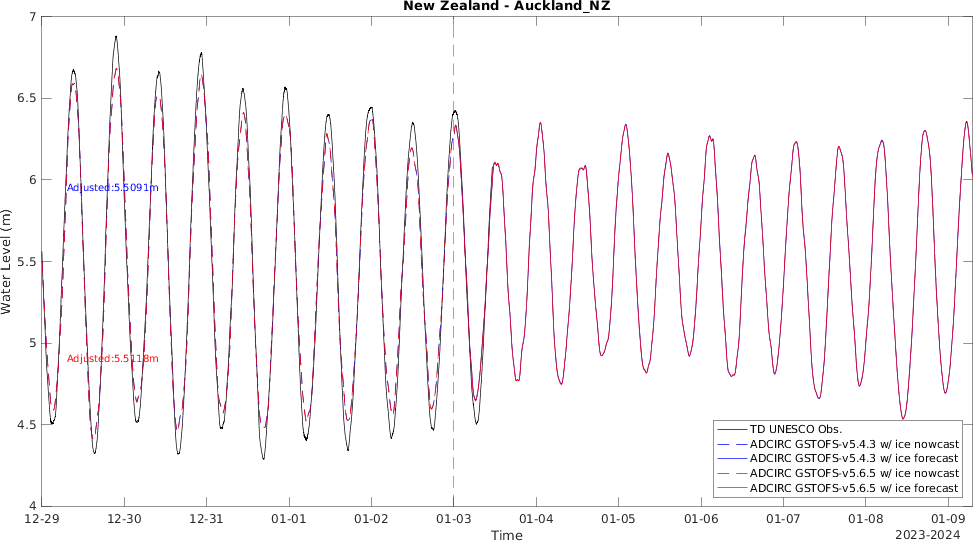 New Zealand - Auckland_NZ
7
6.5
6
5.5
5
4.5
4
Water Level (m)
Adjusted:5.5091m
Adjusted:5.5118m
TD UNESCO Obs.
ADCIRC GSTOFS-v5.4.3 w/ ice nowcast
ADCIRC GSTOFS-v5.4.3 w/ ice forecast
ADCIRC GSTOFS-v5.6.5 w/ ice nowcast
ADCIRC GSTOFS-v5.6.5 w/ ice forecast
12-29 12-30 12-31 01-01 01-02 01-03 01-04 01-05 01-06 01-07 01-08 01-09
Time
2023-2024